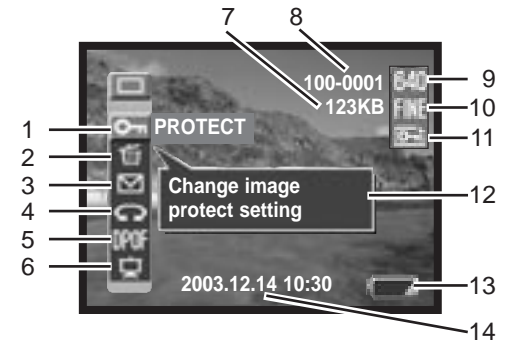 7
8
100-0001
640
9
123KB
FINE
10
11
1
PROTECT
2
3
Change image
protect setting
12
4
5
DPOF
6
2003.12.14 10:30
13
14